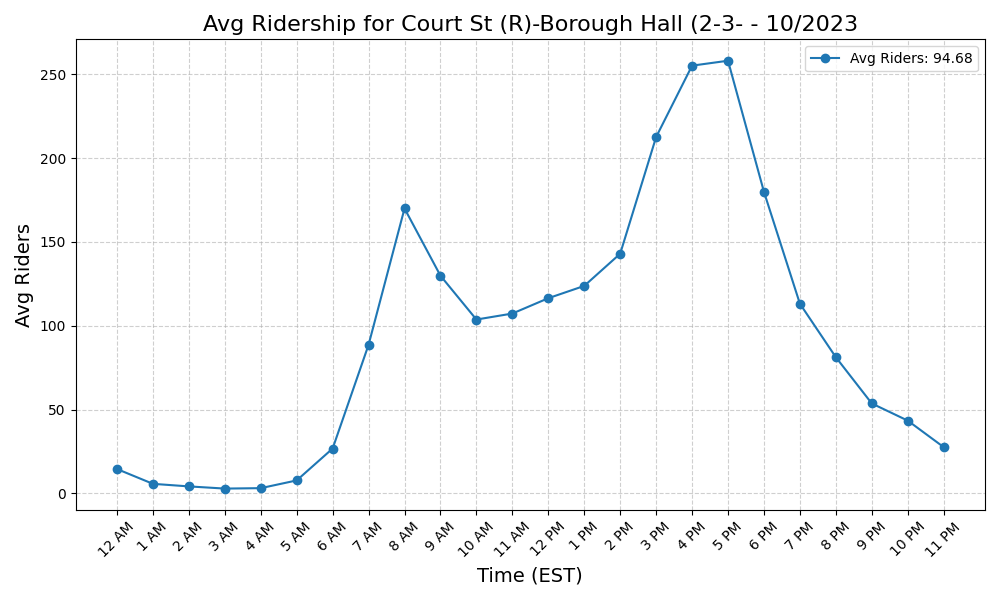 Avg Ridership for Court St (R)-Borough Hall (2-3- - 10/2023
Avg Riders: 94.68
Avg Riders
250
200
150
100
50
0
12 AM
1 AM
2 AM
3 AM
4 AM
5 AM
6 AM
7 AM
8 AM
9 AM
10 AM
11 AM
12 PM
1 PM
2 PM
3 PM
4 PM
5 PM
6 PM
7 PM
8 PM
9 PM
10 PM
11 PM
Time (EST)